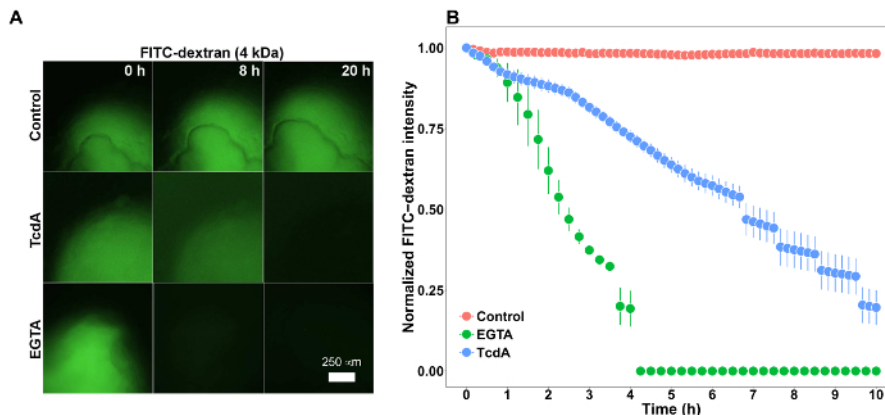 A
FITC-dextran (4 kDa)
0 h 8 h 20 h
Control
TcdA
EGTA
250 ∝m
B
Normalized FITC−dextran intensity
1.00
0.75
0.50
0.25
0.00
Control
EGTA
TcdA
0 1 2 3 4 5 6 7 8 9 10
Time (h)